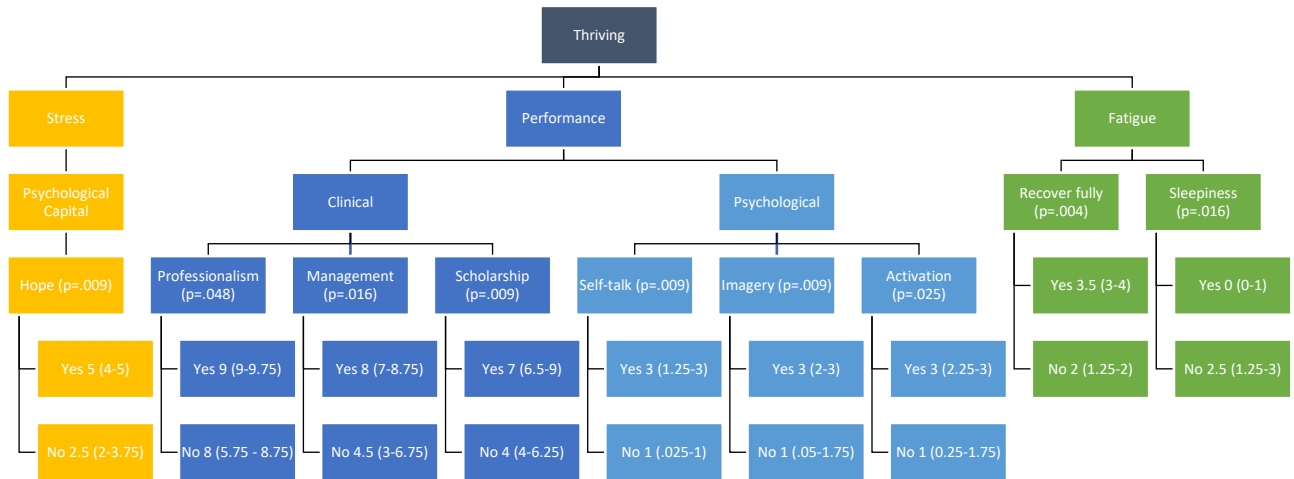 Thriving
Stress
Performance
Fatigue
Psychological
Capital
Clinical
Psychological
Recover fully
(p=.004)
Sleepiness
(p=.016)
Hope (p=.009)
Professionalism
(p=.048)
Management
(p=.016)
Scholarship
(p=.009)
Self-talk (p=.009)
Imagery (p=.009)
Activation
(p=.025)
Yes 3.5 (3-4)
Yes 0 (0-1)
Yes 5 (4-5)
Yes 9 (9-9.75)
Yes 8 (7-8.75)
Yes 7 (6.5-9)
Yes 3 (1.25-3)
Yes 3 (2-3)
Yes 3 (2.25-3)
No 2 (1.25-2)
No 2.5 (1.25-3)
No 2.5 (2-3.75)
No 8 (5.75 - 8.75)
No 4.5 (3-6.75)
No 4 (4-6.25)
No 1 (.025-1)
No 1 (.05-1.75)
No 1 (0.25-1.75)